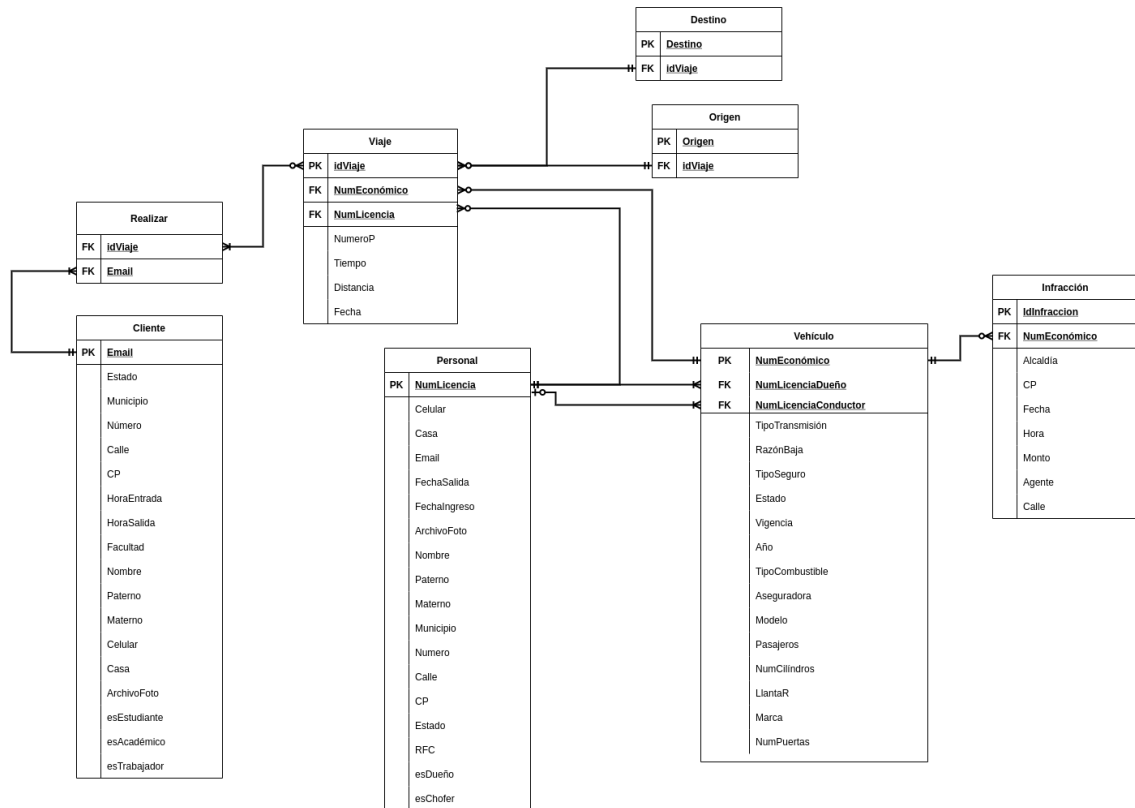 Destino
PK Destino
FK idViaje
Origen
PK Origen
FK idViaje
Viaje
PK idViaje
FK NumEconómico
FK NumLicencia
NumeroP
Tiempo
Distancia
Fecha
Realizar
FK idViaje
FK Email
Cliente
PK Email
Estado
Municipio
Número
Calle
CP
HoraEntrada
HoraSalida
Facultad
Nombre
Paterno
Materno
Celular
Casa
ArchivoFoto
esEstudiante
esAcadémico
esTrabajador
Personal
PK NumLicencia
Celular
Casa
Email
FechaSalida
FechaIngreso
ArchivoFoto
Nombre
Paterno
Materno
Municipio
Numero
Calle
CP
Estado
RFC
esDueño
esChofer
Vehículo
PK NumEconómico
FK NumLicenciaDueño
FK NumLicenciaConductor
TipoTransmisión
RazónBaja
TipoSeguro
Estado
Vigencia
Año
TipoCombustible
Aseguradora
Modelo
Pasajeros
NumCilíndros
LlantaR
Marca
NumPuertas
Infracción
PK IdInfraccion
FK NumEconómico
Alcaldía
CP
Fecha
Hora
Monto
Agente
Calle